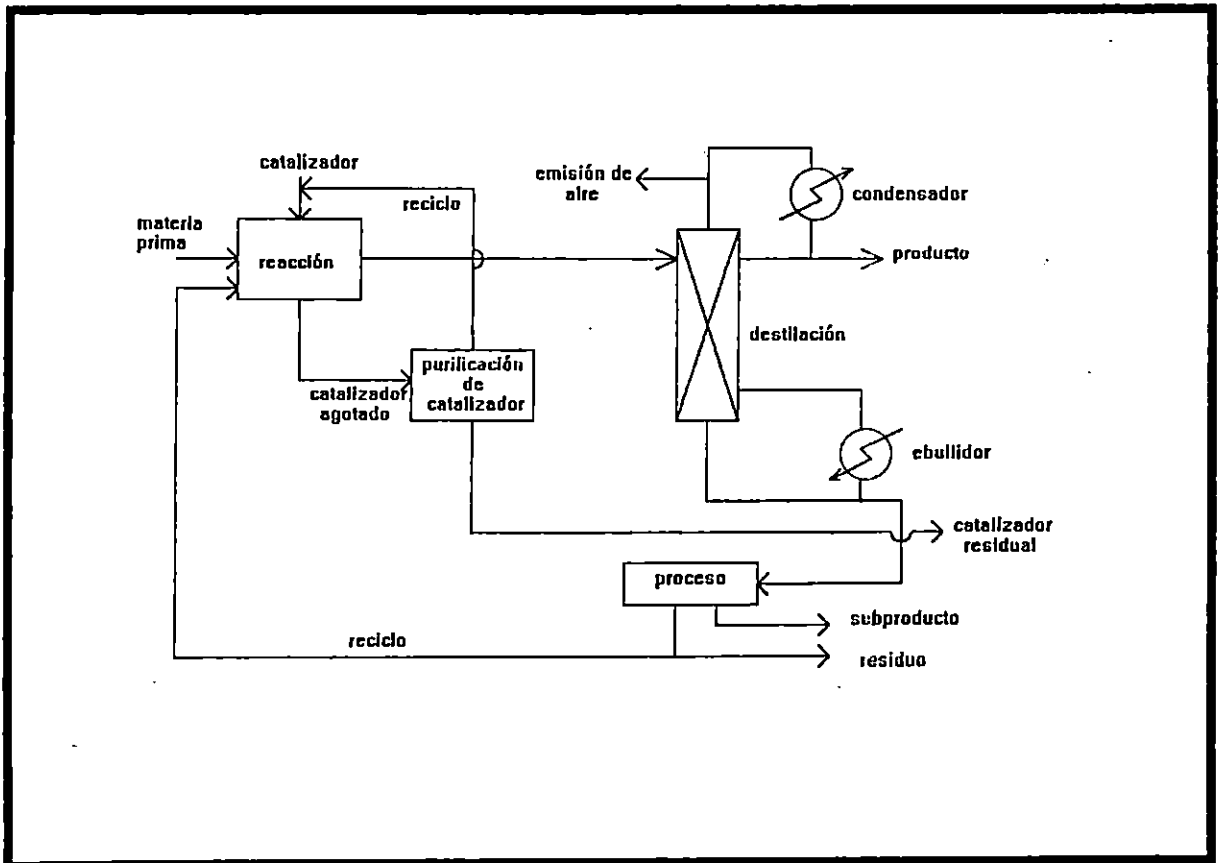 catalizador
reciclo
materia
prima
reacción
catalizador
agotado
purificación
de
catalizador
emisión de
aire
condensador
producto
destilación
ebullidor
catalizador
residual
proceso
subproducto
reciclo
residuo